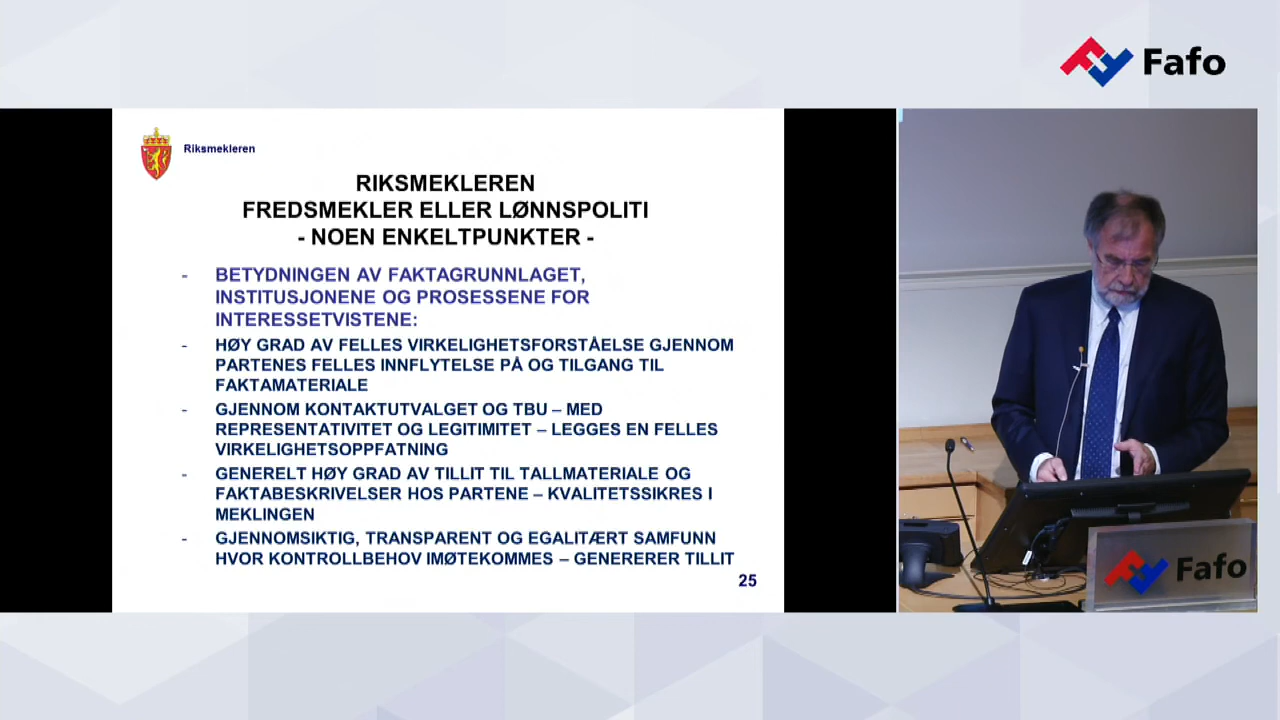 Fafo
Riksmekleren
RIKSMEKLEREN
FREDSMEKLER ELLER LØNNSPOLITI
- NOEN ENKELTPUNKTER -
- BETYDNINGEN AV FAKTAGRUNNLAGET,
INSTITUSJONENE OG PROSESSENE FOR
INTERESSETVISTENE:
- HØY GRAD AV FELLES VIRKELIGHETSFORSTÅELSE GJENNOM
PARTENES FELLES INNFLYTELSE PÅ OG TILGANG TIL
FAKTAMATERIALE
- GJENNOM KONTAKTUTVALGET OG TBU – MED
REPRESENTATIVITET OG LEGITIMITET – LEGGES EN FELLES
VIRKELIGHETSOPPFATNING
- GENERELT HØY GRAD AV TILLIT TIL TALLMATERIALE OG
FAKTABESKRIVELSER HOS PARTENE – KVALITETSSIKRES I
MEKLINGEN
- GJENNOMSIKTIG, TRANSPARENT OG EGALITÆRT SAMFUNN
HVOR KONTROLLBEHOV IMØTEKOMMES – GENERERER TILLIT
25
Fafo